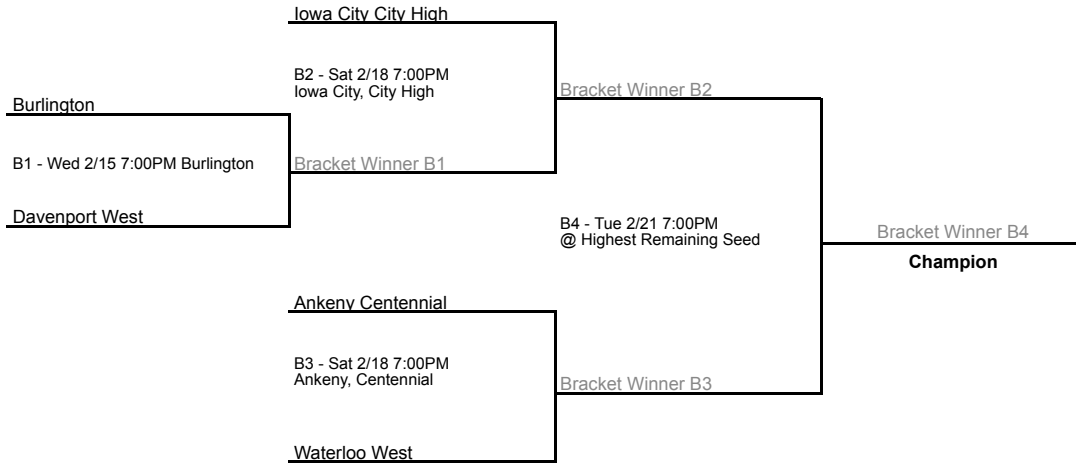 Iowa City City High
B2 - Sat 2/18 7:00PM
Iowa City, City High
Bracket Winner B2
Burlington
B1 - Wed 2/15 7:00PM Burlington
Bracket Winner B1
Davenport West
B4 - Tue 2/21 7:00PM
@ Highest Remaining Seed
Bracket Winner B4
Champion
Ankeny Centennial
B3 - Sat 2/18 7:00PM
Ankeny, Centennial
Bracket Winner B3
Waterloo West